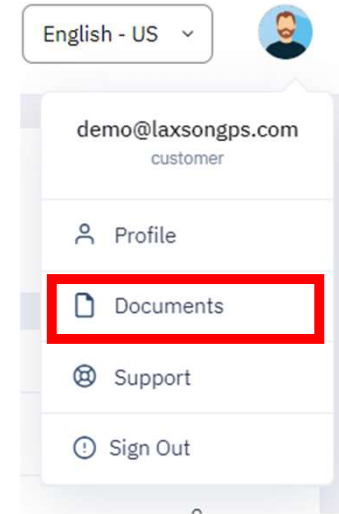 English - US
demo@laxsongps.com
customer
Profile
Documents
Support
Sign Out